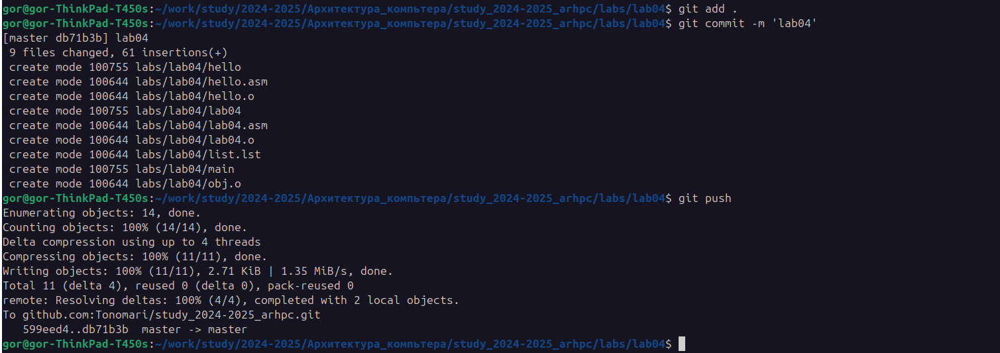 gor@gor-ThinkPad-T450s:~/work/study/2024-2025/Архитектура_компьтера/study_2024-2025_arhpc/labs/lab04$ git add .
gor@gor-ThinkPad-T450s:~/work/study/2024-2025/Архитектура_компьтера/study_2024-2025_arhpc/labs/lab04$ git commit -m 'lab04'
[master db71b3b] lab04
 9 files changed, 61 insertions(+)
 create mode 100755 labs/lab04/hello
 create mode 100644 labs/lab04/hello.asm
 create mode 100644 labs/lab04/hello.o
 create mode 100755 labs/lab04/lab04
 create mode 100644 labs/lab04/lab04.asm
 create mode 100644 labs/lab04/lab04.o
 create mode 100644 labs/lab04/list.lst
 create mode 100755 labs/lab04/main
 create mode 100644 labs/lab04/obj.o
gor@gor-ThinkPad-T450s:~/work/study/2024-2025/Архитектура_компьтера/study_2024-2025_arhpc/labs/lab04$ git push
Enumerating objects: 14, done.
Counting objects: 100% (14/14), done.
Delta compression using up to 4 threads
Compressing objects: 100% (11/11), done.
Writing objects: 100% (11/11), 2.71 KiB | 1.35 MiB/s, done.
Total 11 (delta 4), reused 0 (delta 0), pack-reused 0
remote: Resolving deltas: 100% (4/4), completed with 2 local objects.
To github.com:Tonomari/study_2024-2025_arhpc.git
   599eed4..db71b3b  master -> master
gor@gor-ThinkPad-T450s:~/work/study/2024-2025/Архитектура_компьтера/study_2024-2025_arhpc/labs/lab04$